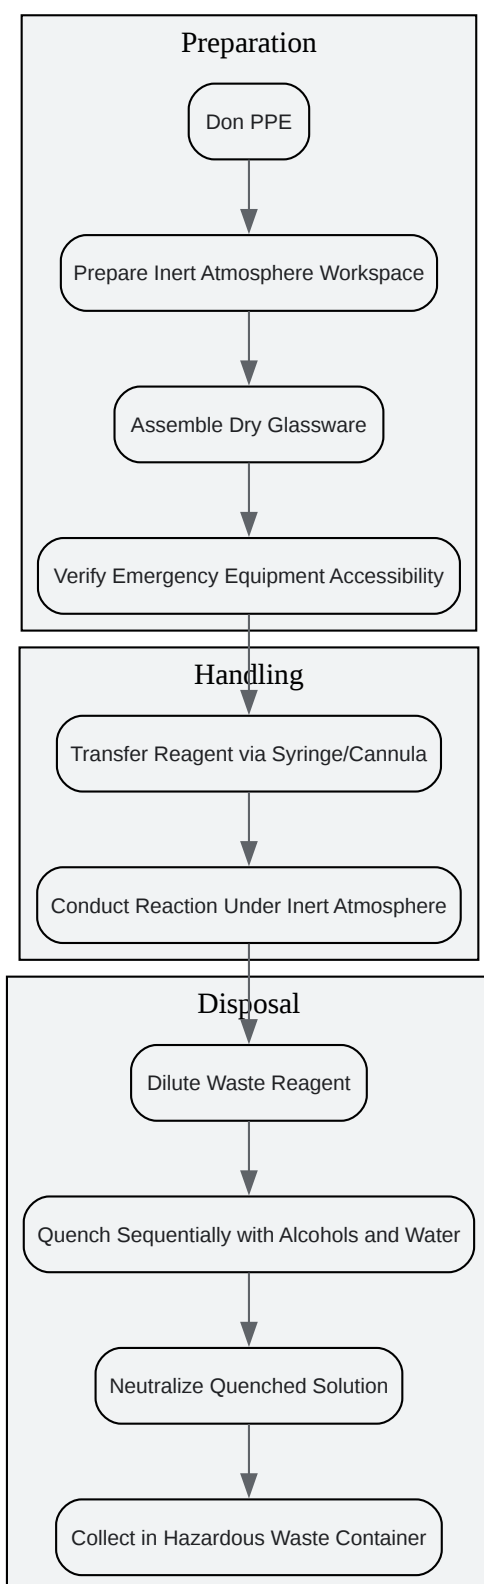 Preparation
Don PPE
Prepare Inert Atmosphere Workspace
Assemble Dry Glassware
Verify Emergency Equipment Accessibility
Handling
Transfer Reagent via Syringe/Cannula
Conduct Reaction Under Inert Atmosphere
Disposal
Dilute Waste Reagent
Quench Sequentially with Alcohols and Water
Neutralize Quenched Solution
Collect in Hazardous Waste Container